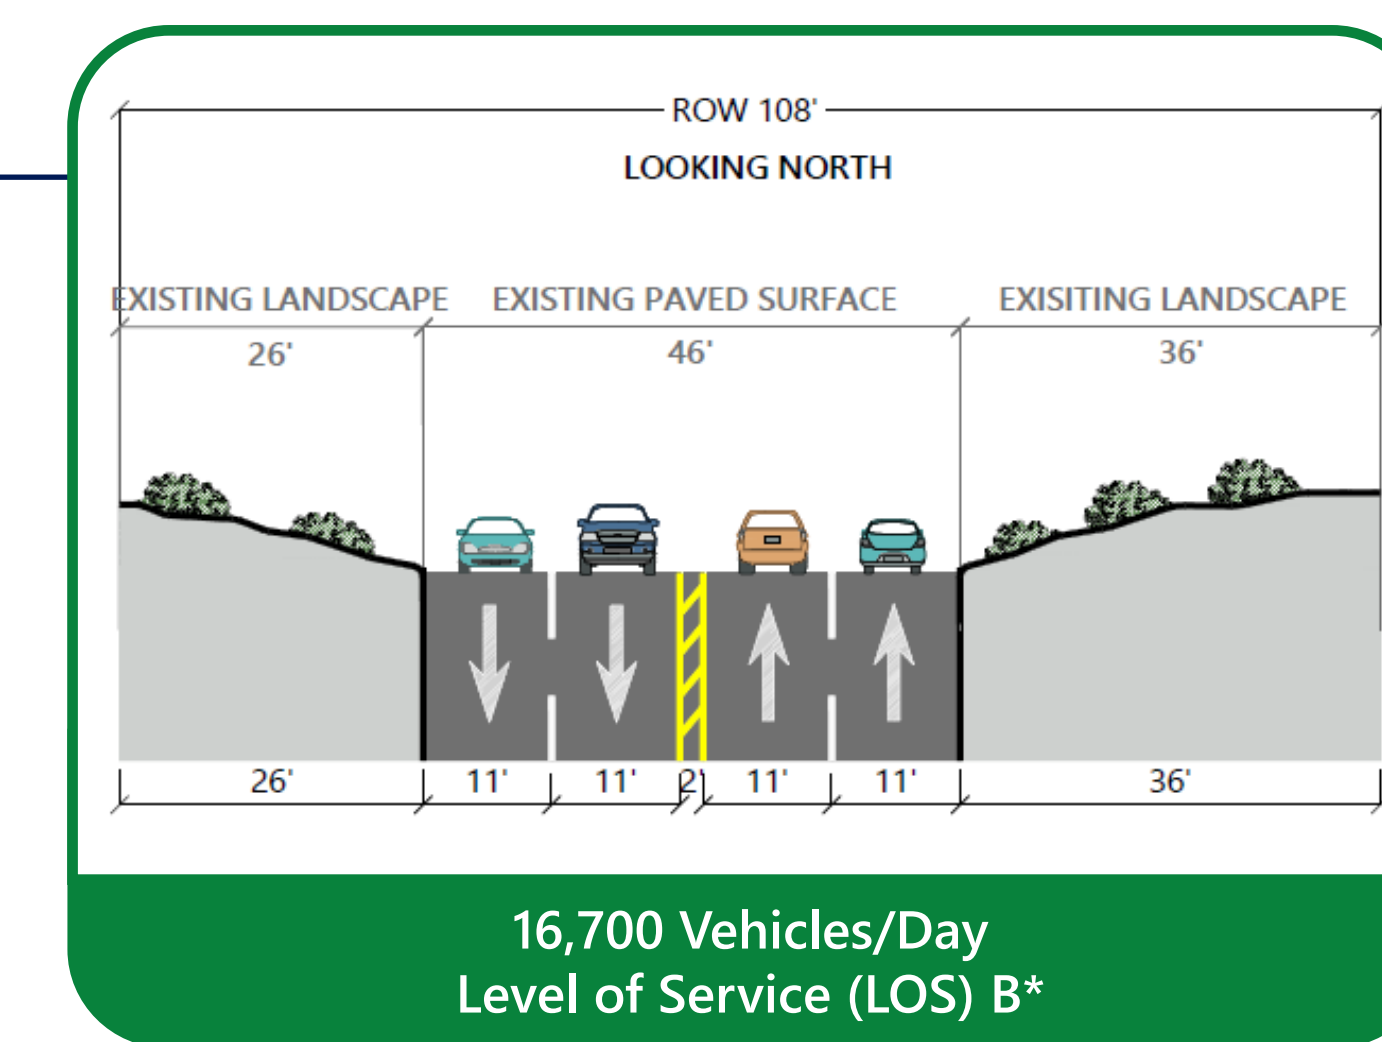 ROW 108'
LOOKING NORTH
EXISTING LANDSCAPE EXISTING PAVED SURFACE EXISITING LANDSCAPE
26' 46' 36'
26' 11' 11' 2' 11' 11' 36'
16,700 Vehicles/Day
Level of Service (LOS) B*